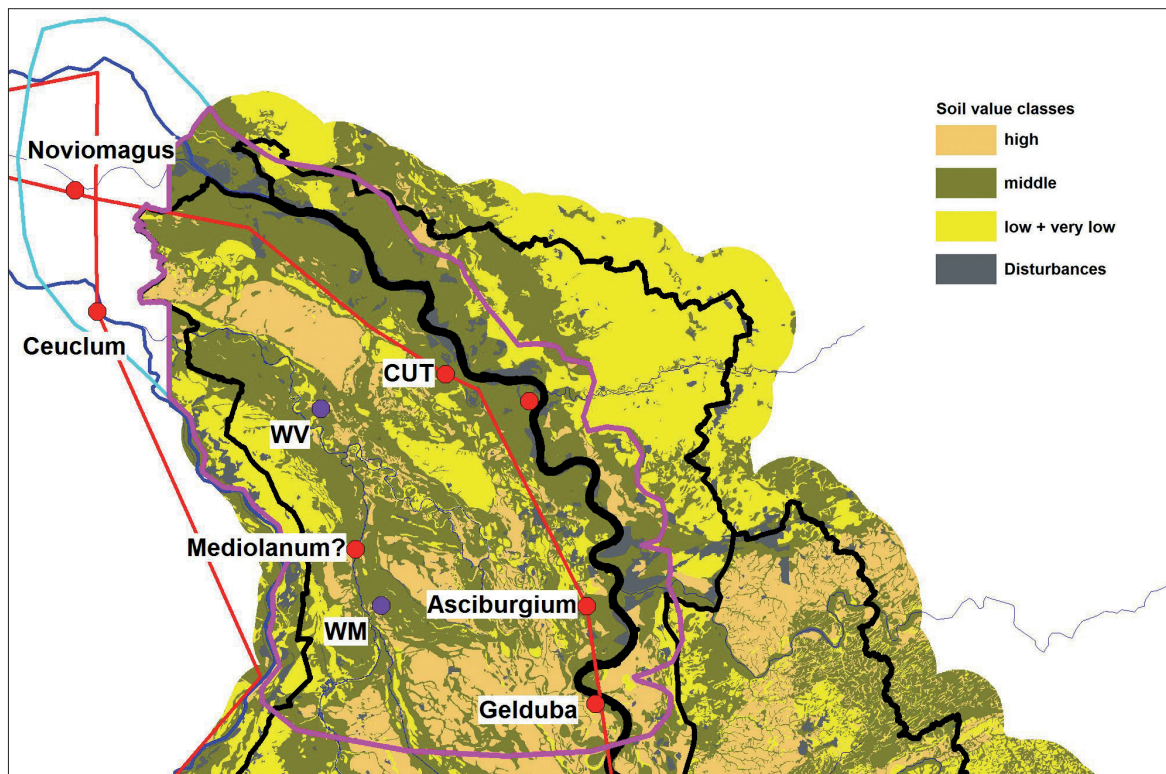 Soil value classes
high
Noviomagus
middle
low + very low
Disturbances
Ceuclum
CUT
WV
Mediolanum?
Asciburgium
WM
Gelduba